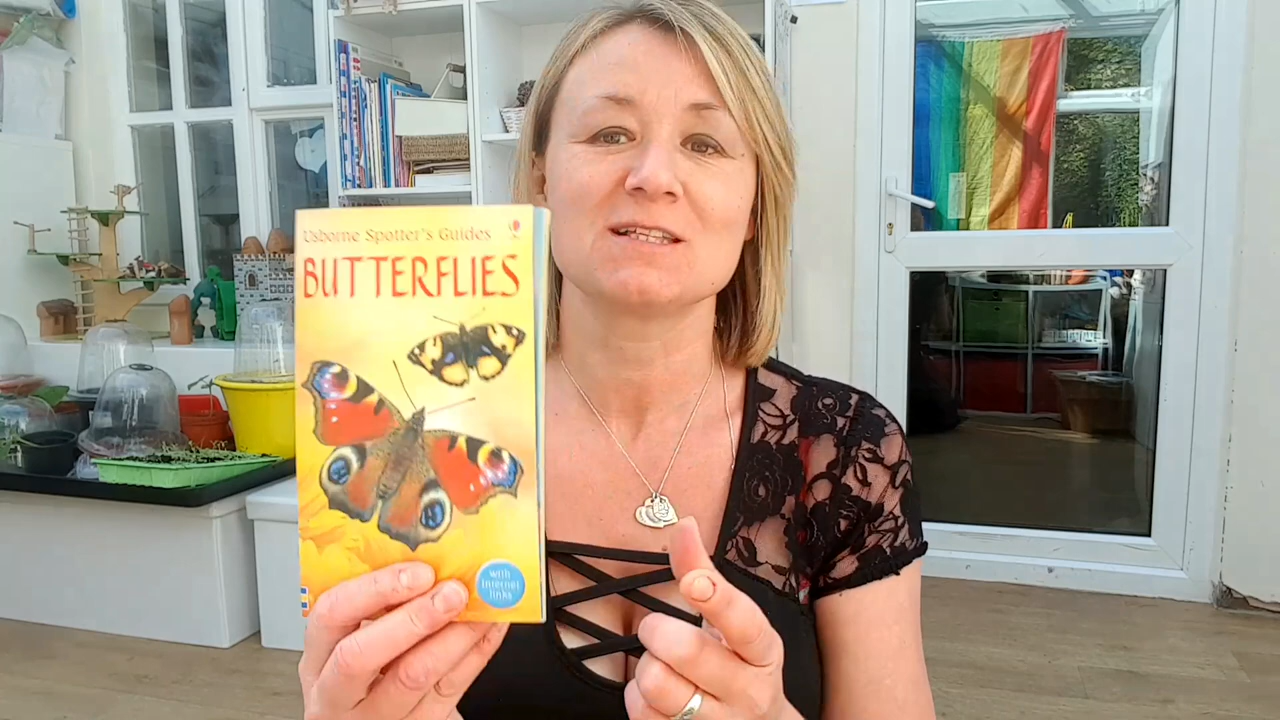 Usborne Spotter's Guides
BUTTERFLIES
with
internet
links